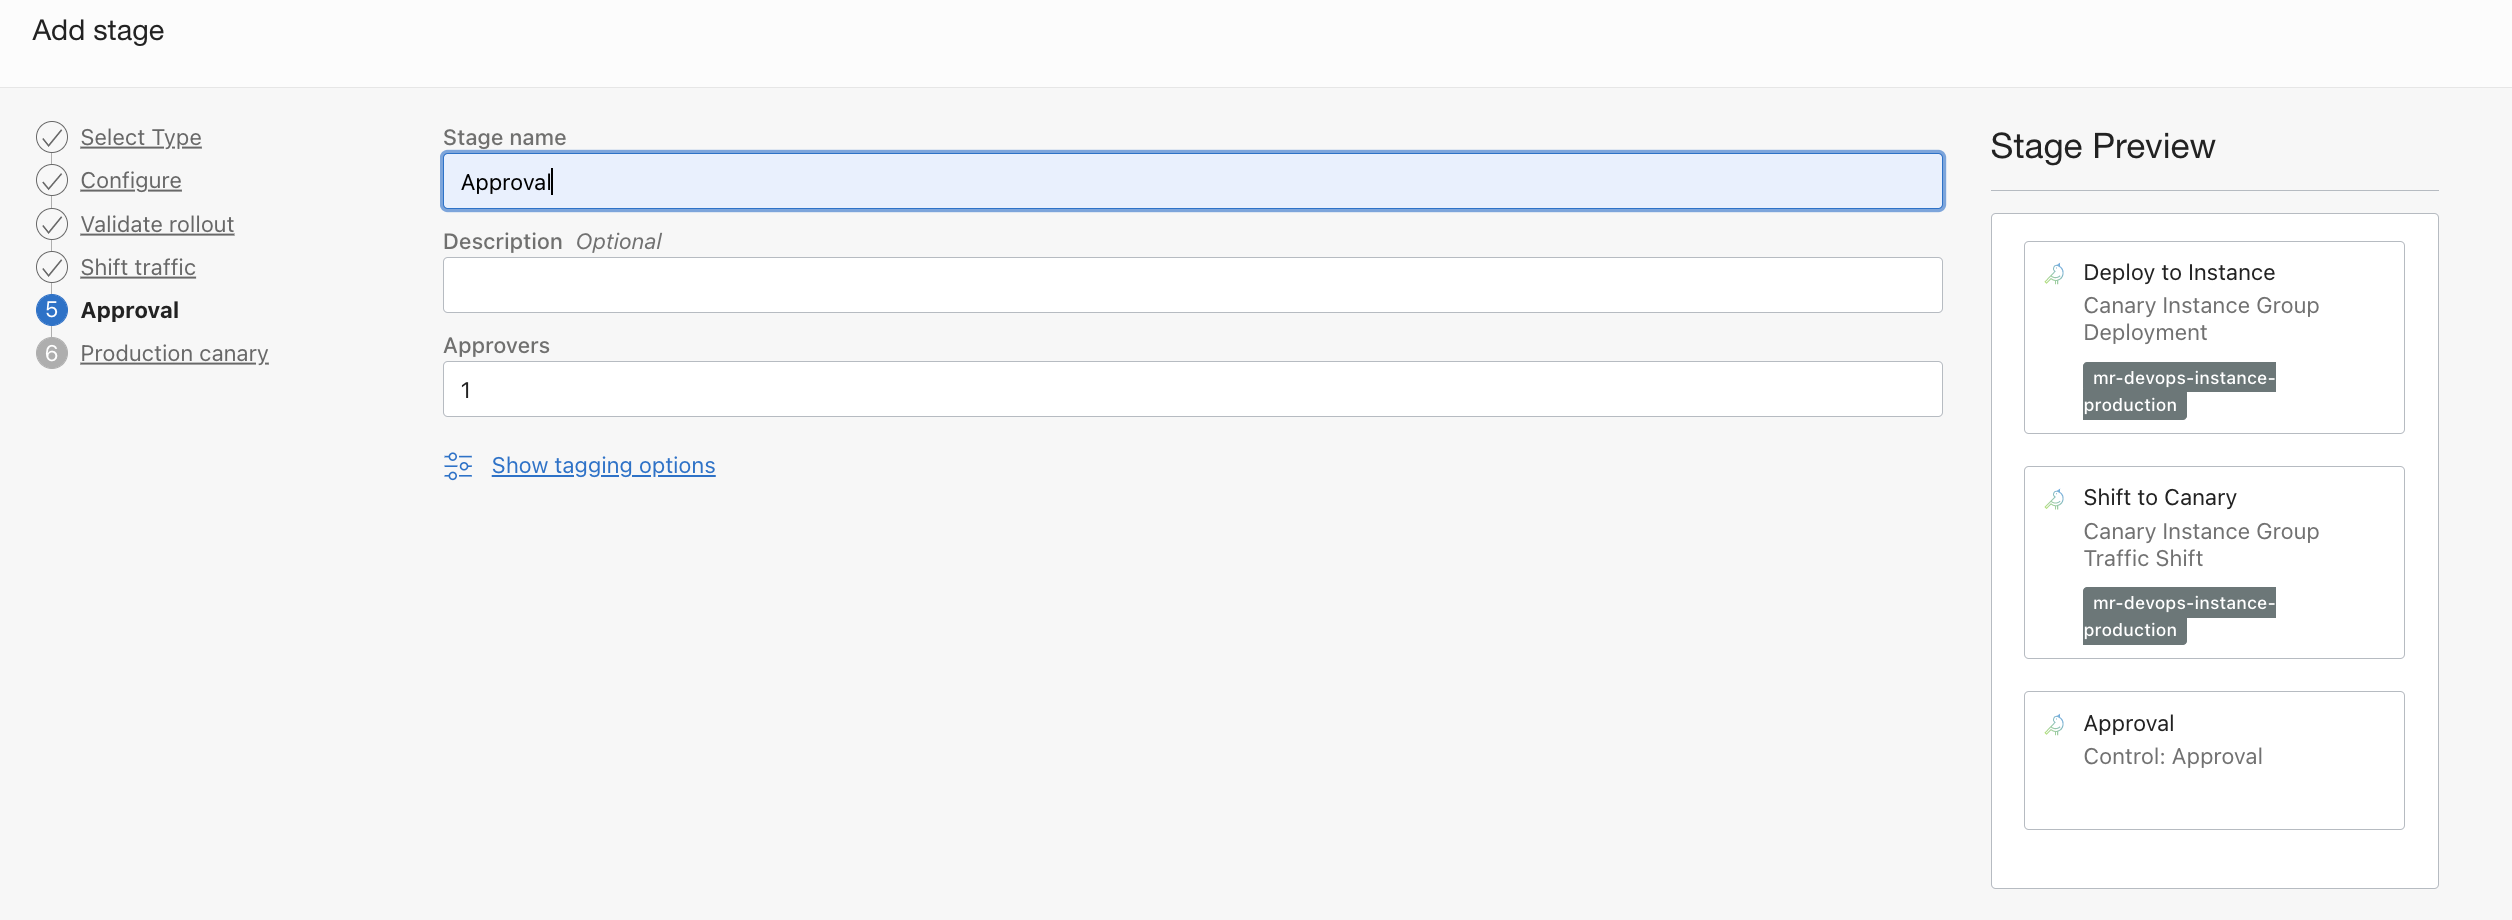 Add stage
Select Type
Configure
Validate rollout
Shift traffic
5 Approval
6 Production canary
Stage name
Approval
Description Optional
Approvers
1
Show tagging options
Stage Preview
Deploy to Instance
Canary Instance Group
Deployment
mr-devops-instance-
production
Shift to Canary
Canary Instance Group
Traffic Shift
mr-devops-instance-
production
Approval
Control: Approval